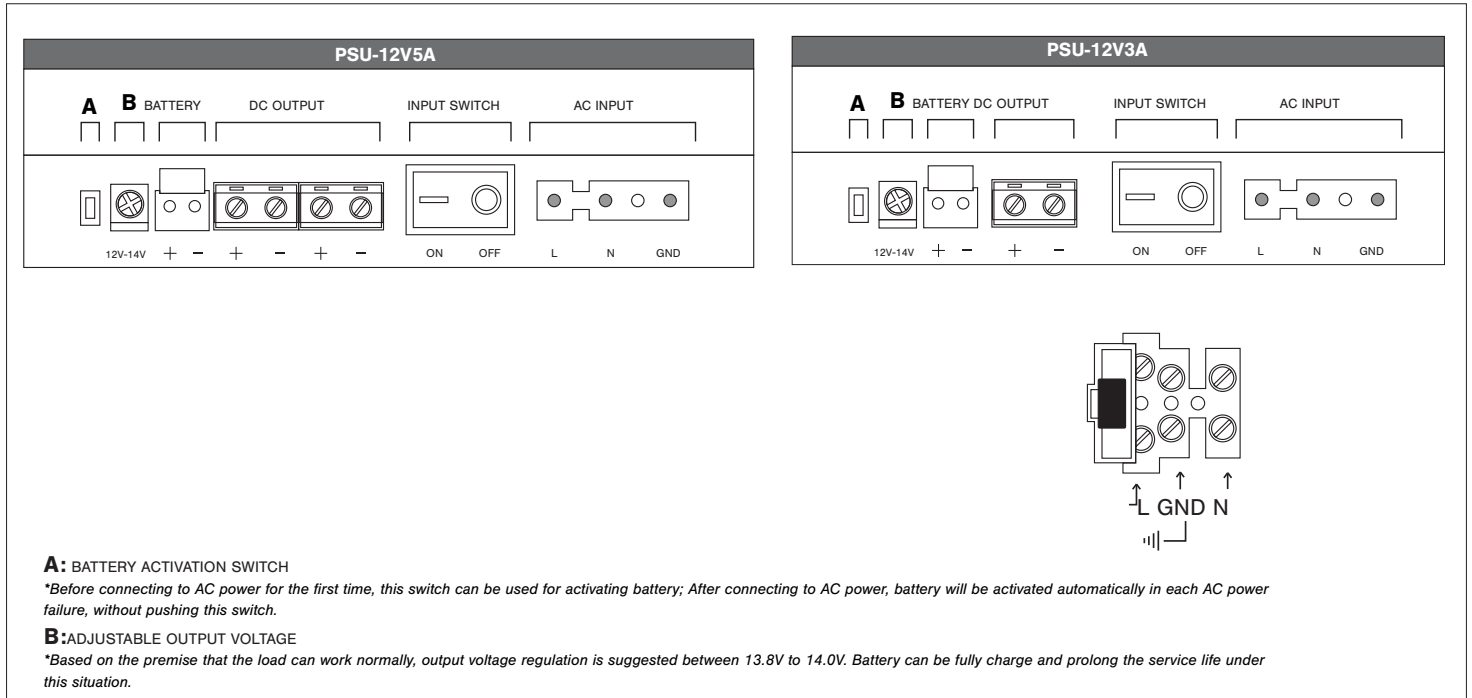 PSU-12V5A
A B BATTERY DC OUTPUT INPUT SWITCH AC INPUT
12V-14V + − + − + − ON OFF L N GND
PSU-12V3A
A B BATTERY DC OUTPUT INPUT SWITCH AC INPUT
12V-14V + − + − ON OFF L N GND
L GND N
A: BATTERY ACTIVATION SWITCH
*Before connecting to AC power for the first time, this switch can be used for activating battery; After connecting to AC power, battery will be activated automatically in each AC power
failure, without pushing this switch.
B:ADJUSTABLE OUTPUT VOLTAGE
*Based on the premise that the load can work normally, output voltage regulation is suggested between 13.8V to 14.0V. Battery can be fully charge and prolong the service life under
this situation.